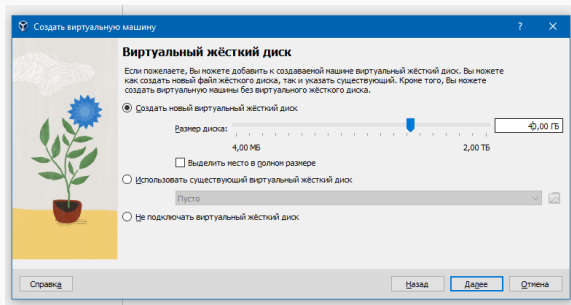 Создать виртуальную машину
Виртуальный жёсткий диск
Если пожелаете, Вы можете добавить к создаваемой машине виртуальный жёсткий диск. Вы можете
как создать новый файл жёсткого диска, так и указать существующий. Кроме того, Вы можете
создать виртуальную машину без виртуального жёсткого диска.
Создать новый виртуальный жёсткий диск
Размер диска:
40,00 ГБ
4,00 МБ 2,00 ТБ
Выделить место в полном размере
Использовать существующий виртуальный жёсткий диск
Пусто
Не подключать виртуальный жёсткий диск
Справка Назад Далее Отмена